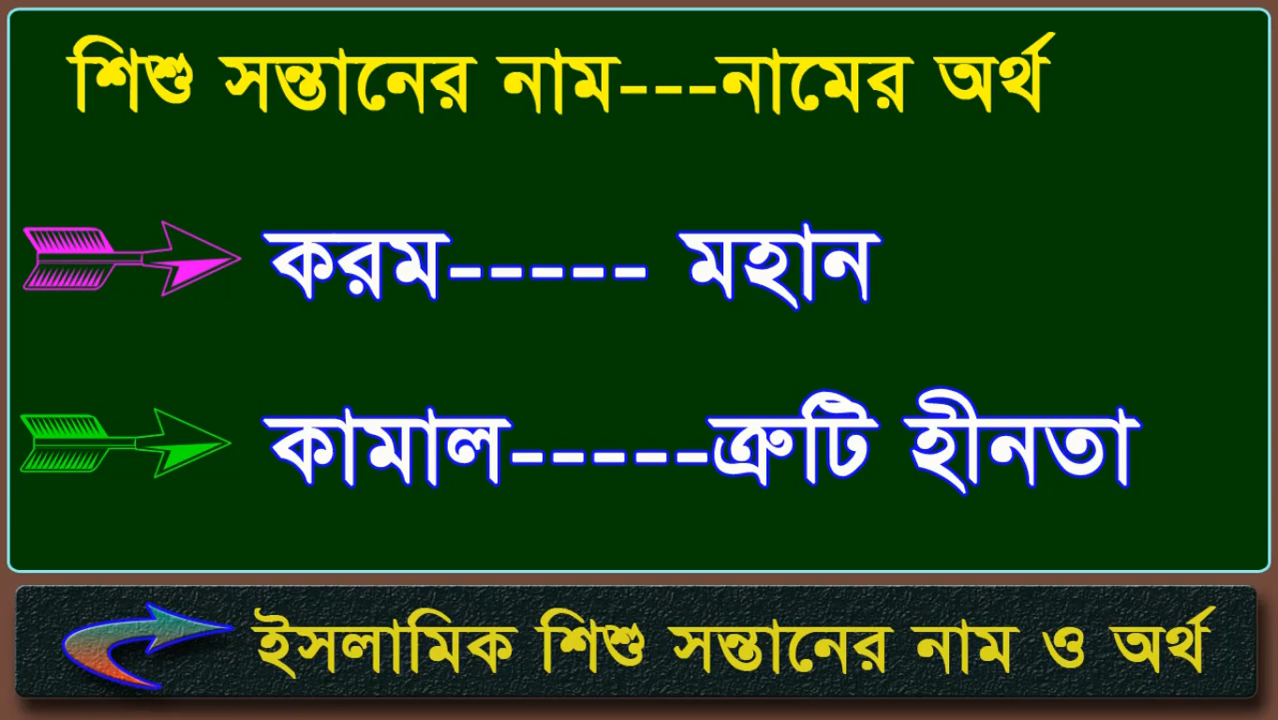 শিশু সন্তানের নাম---নামের অর্থ
করম----- মহান
কামাল-----ত্রুটি হীনতা
ইসলামিক শিশু সন্তানের নাম ও অর্থ